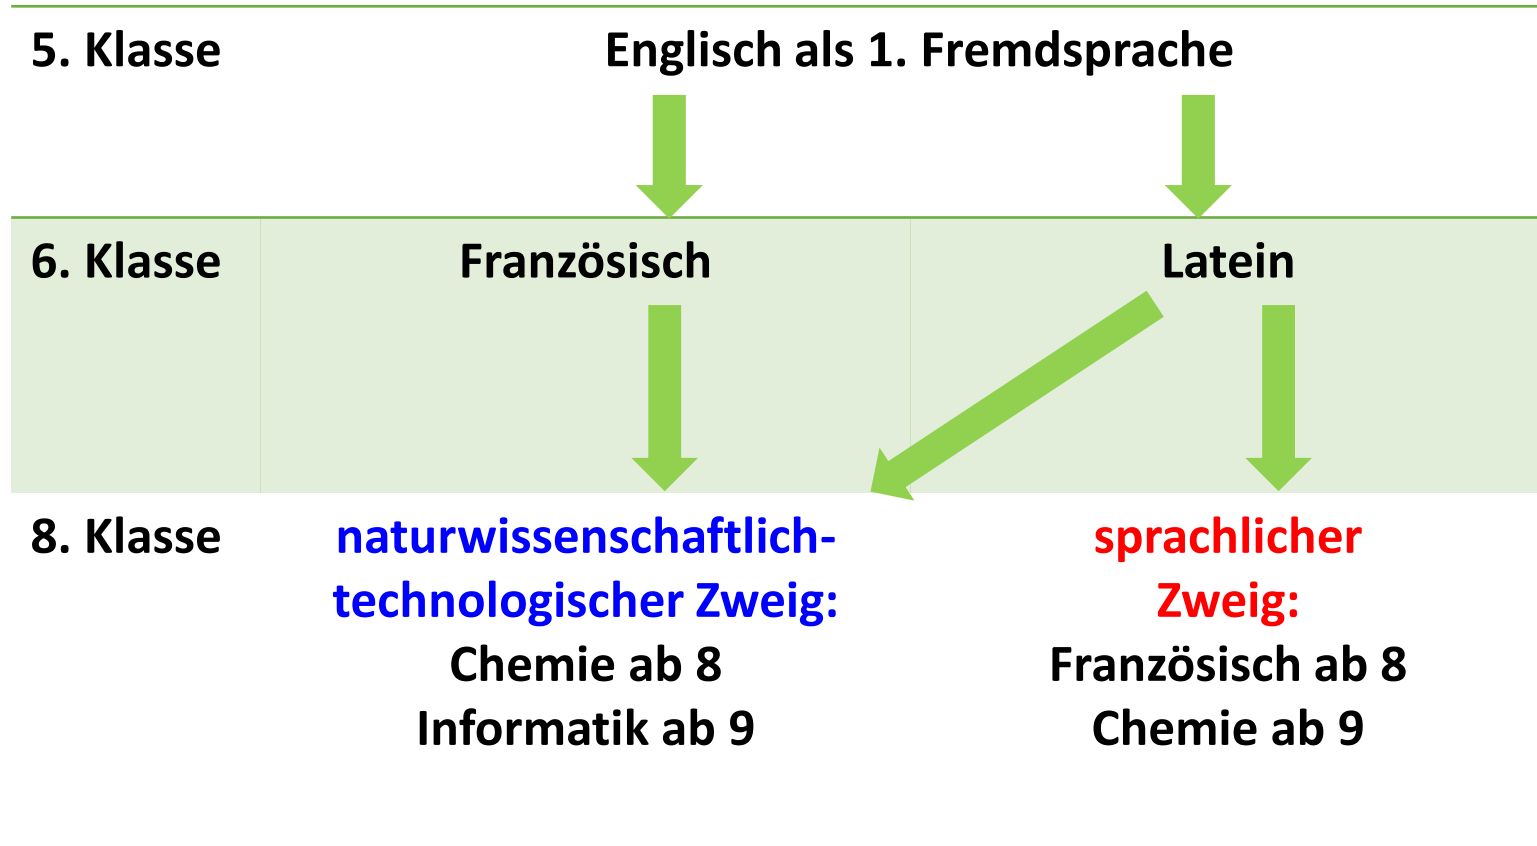 5. Klasse Englisch als 1. Fremdsprache
6. Klasse Französisch Latein
8. Klasse naturwissenschaftlich- sprachlicher
technologischer Zweig: Zweig:
Chemie ab 8 Französisch ab 8
Informatik ab 9 Chemie ab 9